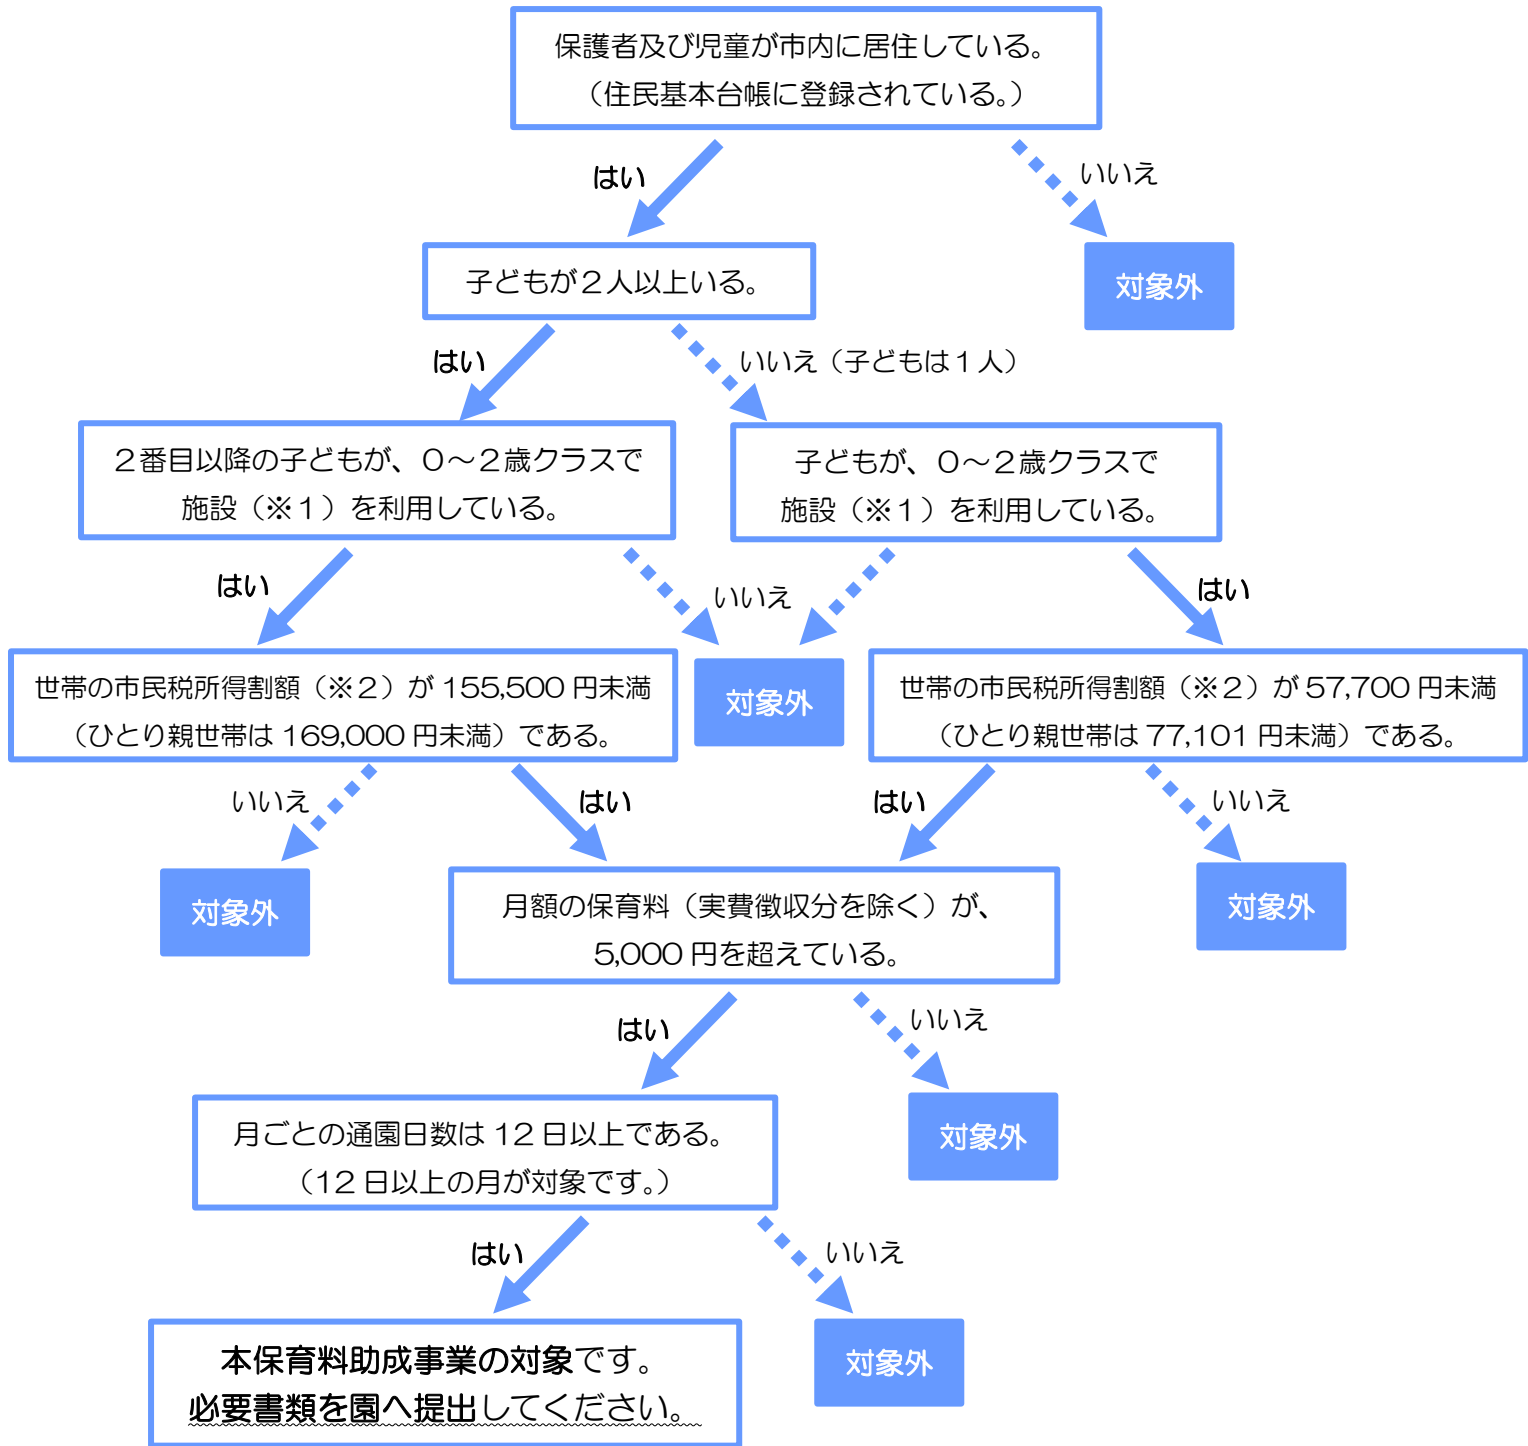 保護者及び児童が市内に居住している。
（住民基本台帳に登録されている。）
はい
いいえ
子どもが２人以上いる。
対象外
はい
いいえ（子どもは１人）
２番目以降の子どもが、０～２歳クラスで
施設（※１）を利用している。
子どもが、０～２歳クラスで
施設（※１）を利用している。
はい
いいえ
はい
世帯の市民税所得割額（※２）が 155,500 円未満
（ひとり親世帯は 169,000 円未満）である。
対象外
世帯の市民税所得割額（※２）が 57,700 円未満
（ひとり親世帯は 77,101 円未満）である。
いいえ
はい
はい
いいえ
対象外
月額の保育料（実費徴収分を除く）が、
5,000 円を超えている。
対象外
はい
いいえ
月ごとの通園日数は 12 日以上である。
（12 日以上の月が対象です。）
対象外
はい
いいえ
本保育料助成事業の対象です。
必要書類を園へ提出してください。
対象外